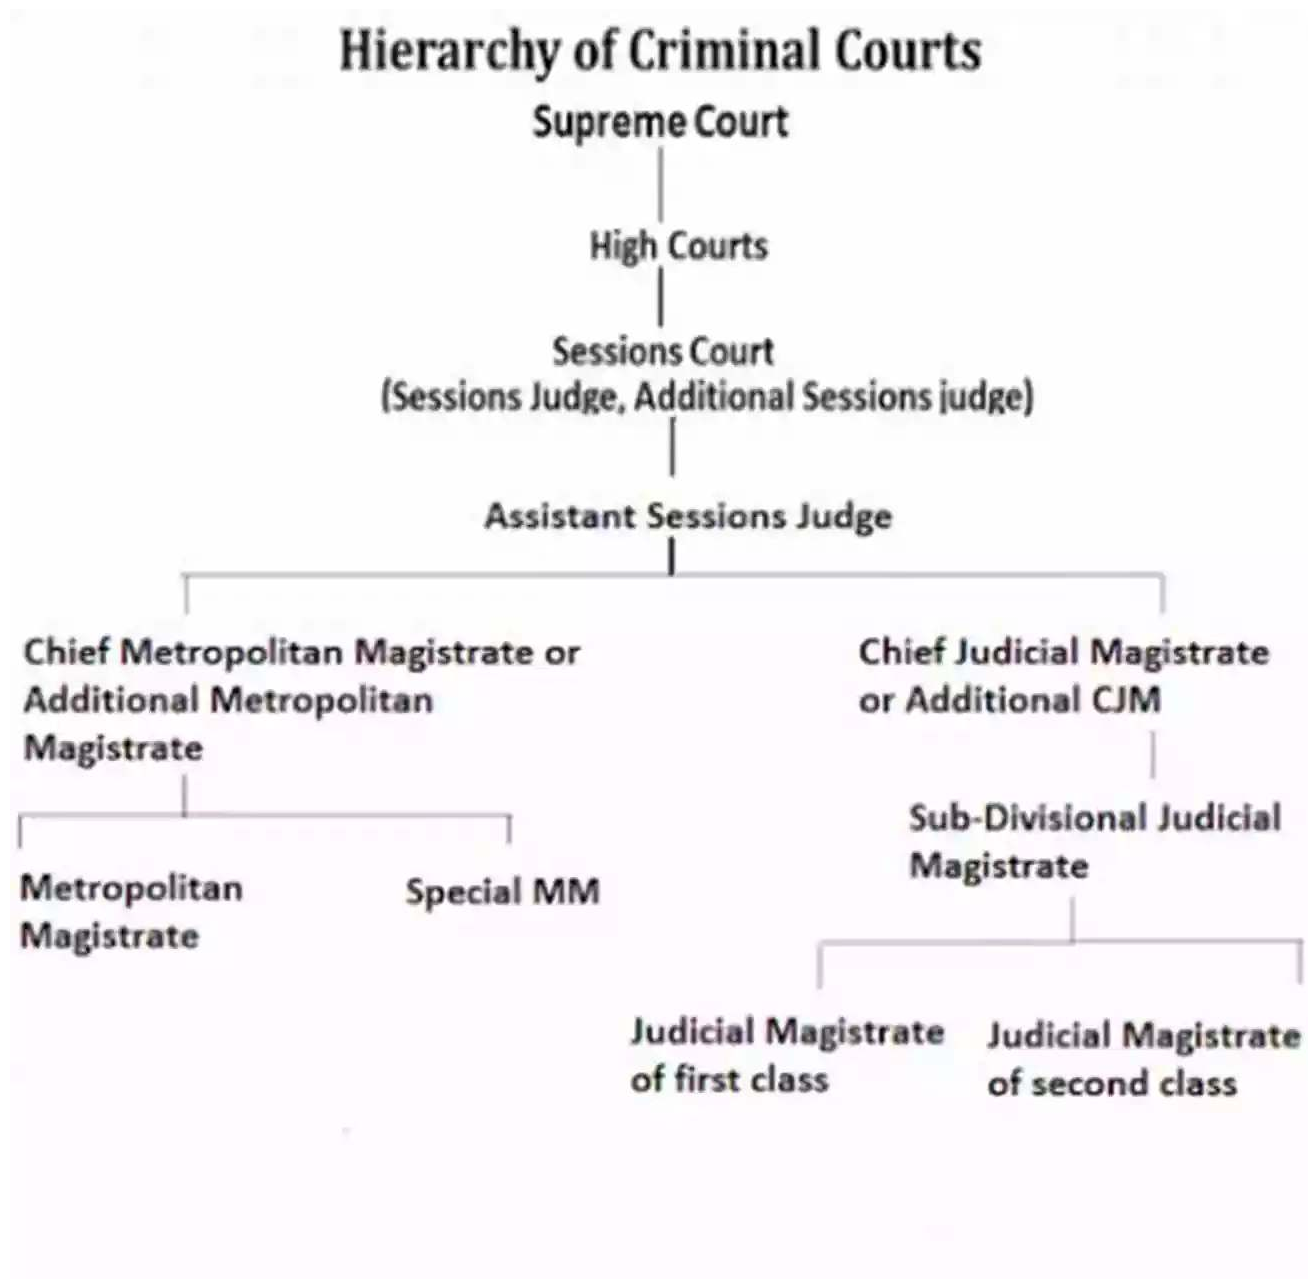 Hierarchy of Criminal Courts
Supreme Court
High Courts
Sessions Court
(Sessions Judge, Additional Sessions judge)
Assistant Sessions Judge
Chief Metropolitan Magistrate or
Additional Metropolitan
Magistrate
Chief Judicial Magistrate
or Additional CJM
Sub-Divisional Judicial
Magistrate
Metropolitan
Magistrate
Special MM
Judicial Magistrate
of first class
Judicial Magistrate
of second class